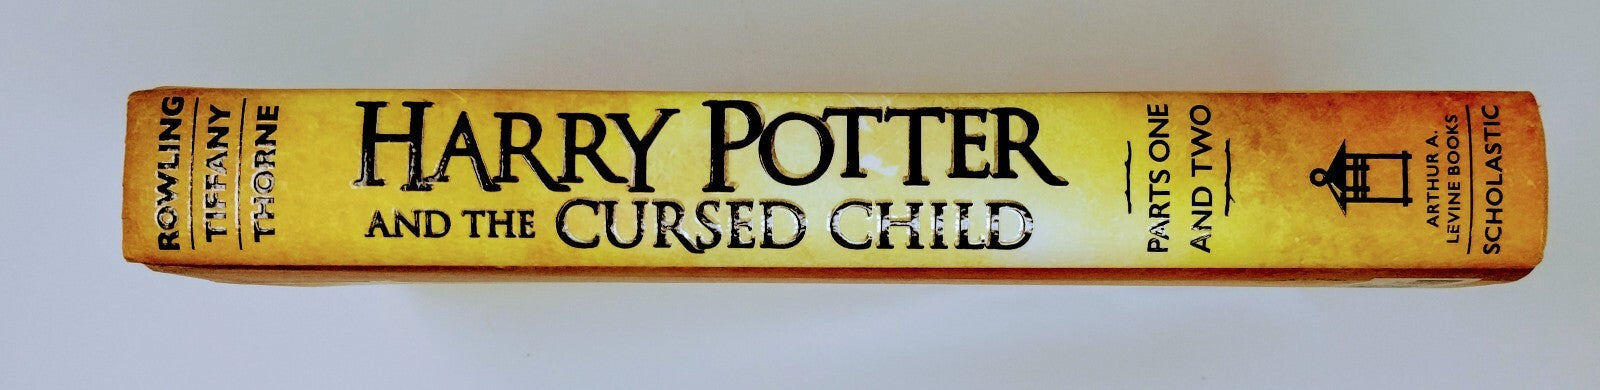 ROWLING
TIFFANY
THORNE
HARRY POTTER
AND THE CURSED CHILD
PARTS ONE
AND TWO
ARTHUR A.
LEVINE BOOKS
SCHOLASTIC